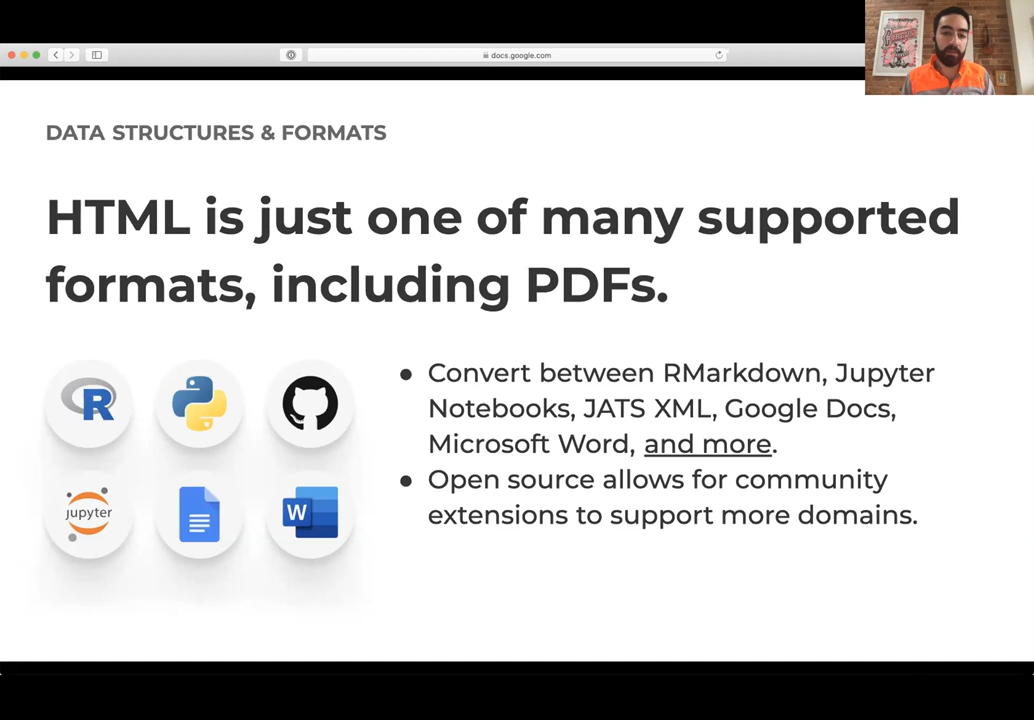 docs.google.com
DATA STRUCTURES & FORMATS
HTML is just one of many supported
formats, including PDFs.
R
jupyter
W
● Convert between RMarkdown, Jupyter
Notebooks, JATS XML, Google Docs,
Microsoft Word, and more.
● Open source allows for community
extensions to support more domains.